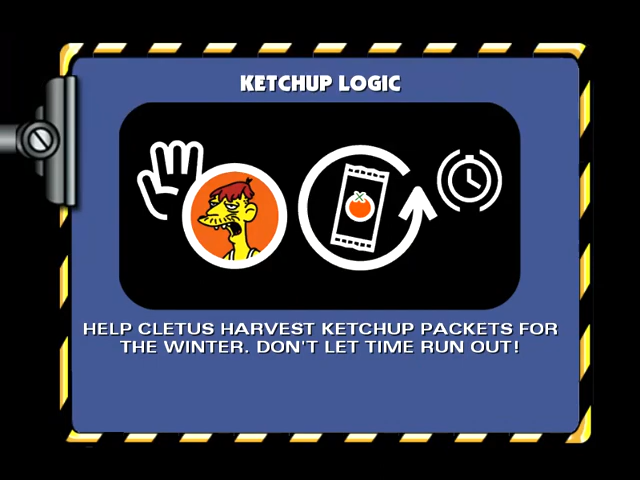 KETCHUP LOGIC
HELP CLETUS HARVEST KETCHUP PACKETS FOR
THE WINTER. DON'T LET TIME RUN OUT!